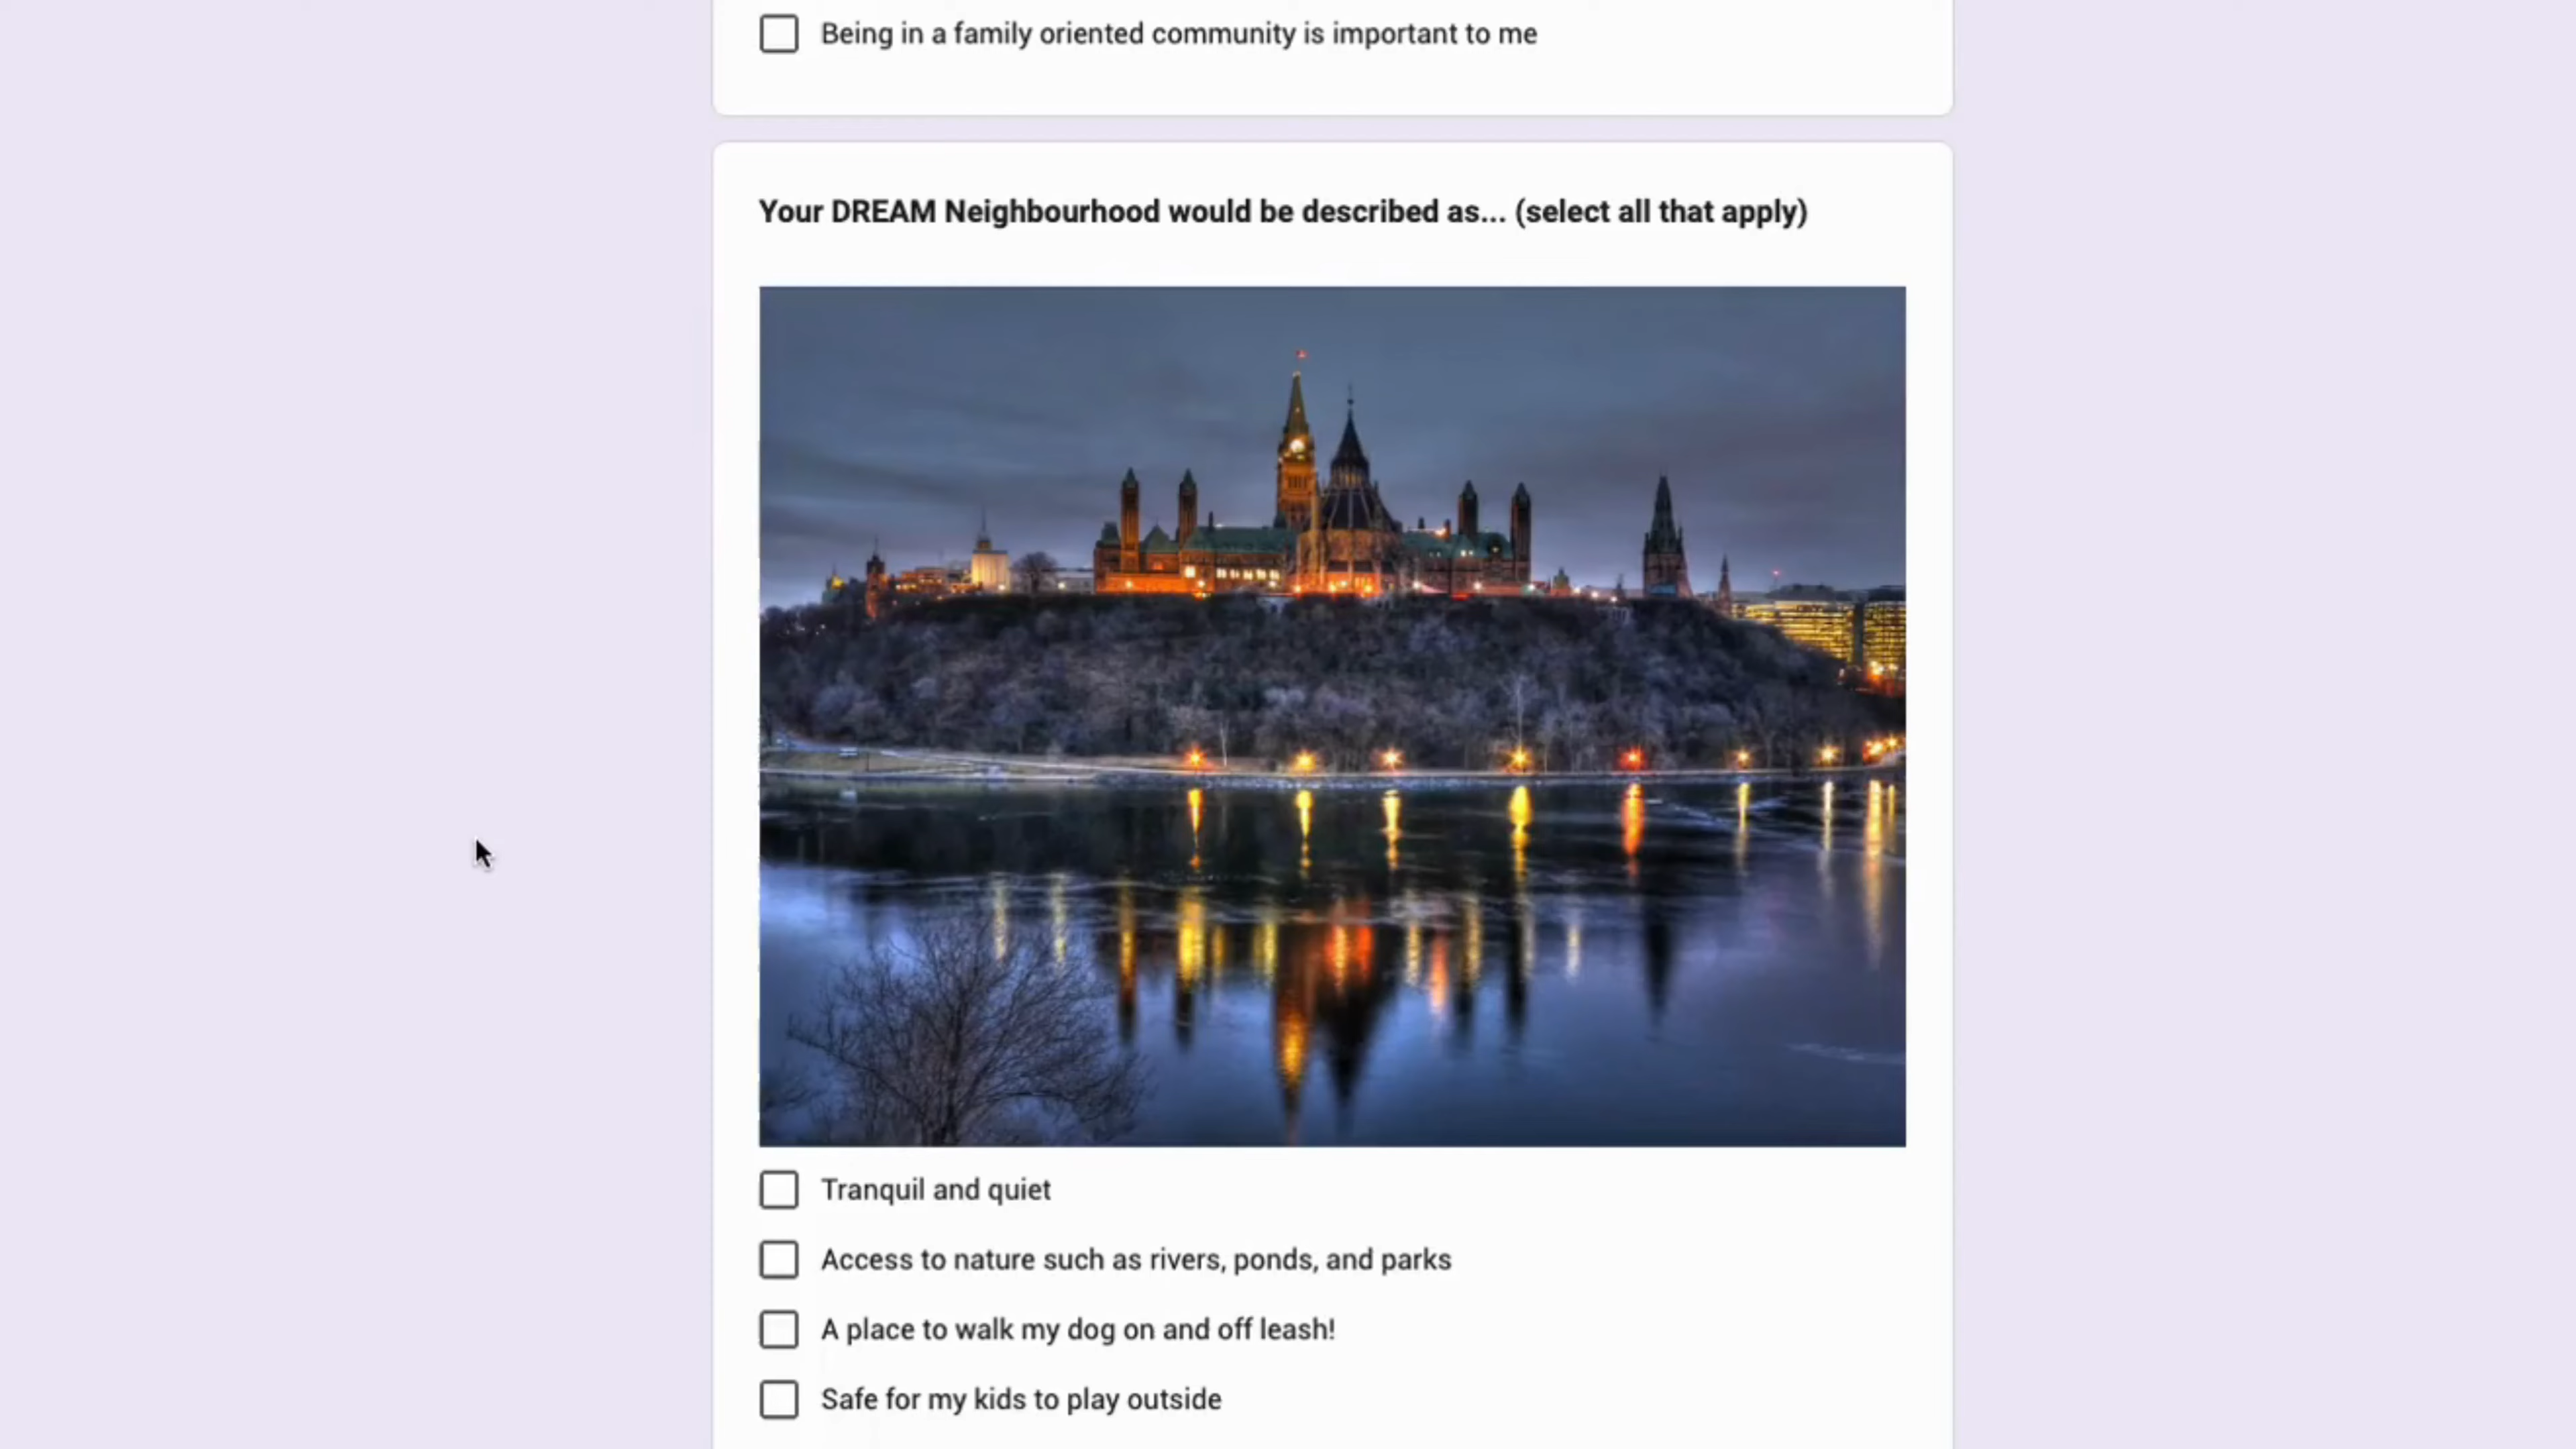 Being in a family oriented community is important to me
Your DREAM Neighbourhood would be described as... (select all that apply)
Tranquil and quiet
Access to nature such as rivers, ponds, and parks
A place to walk my dog on and off leash!
Safe for my kids to play outside